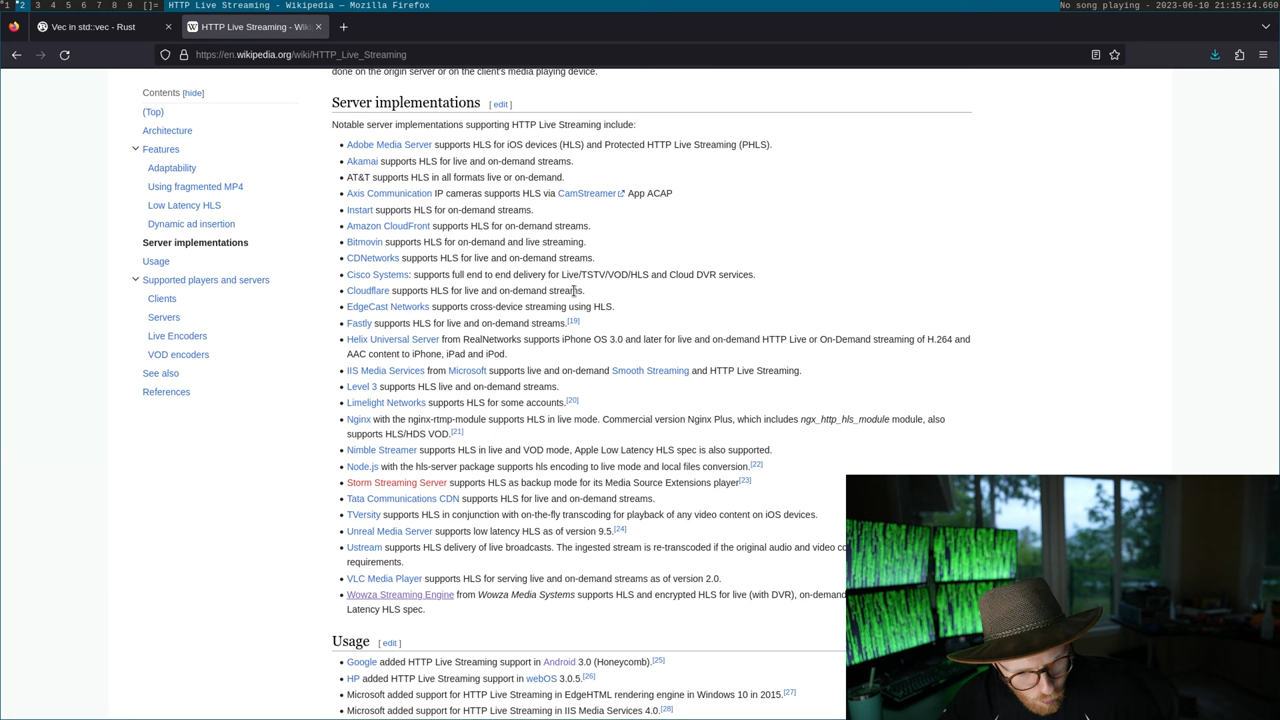 1 2 3 4 5 6 7 8 9 []= HTTP Live Streaming - Wikipedia — Mozilla Firefox No song playing - 2023-06-10 21:15:14.660
Vec in std::vec - Rust
HTTP Live Streaming - Wiki
https://en.wikipedia.org/wiki/HTTP_Live_Streaming
Contents [hide]
(Top)
Architecture
Features
Adaptability
Using fragmented MP4
Low Latency HLS
Dynamic ad insertion
Server implementations
Usage
Supported players and servers
Clients
Servers
Live Encoders
VOD encoders
See also
References
done on the origin server or on the client's media playing device.
Server implementations [ edit ]
Notable server implementations supporting HTTP Live Streaming include:
• Adobe Media Server supports HLS for iOS devices (HLS) and Protected HTTP Live Streaming (PHLS).
• Akamai supports HLS for live and on-demand streams.
• AT&T supports HLS in all formats live or on-demand.
• Axis Communication IP cameras supports HLS via CamStreamer App ACAP
• Instart supports HLS for on-demand streams.
• Amazon CloudFront supports HLS for on-demand streams.
• Bitmovin supports HLS for on-demand and live streaming.
• CDNetworks supports HLS for live and on-demand streams.
• Cisco Systems: supports full end to end delivery for Live/TSTV/VOD/HLS and Cloud DVR services.
• Cloudflare supports HLS for live and on-demand streams.
• EdgeCast Networks supports cross-device streaming using HLS.
• Fastly supports HLS for live and on-demand streams.[19]
• Helix Universal Server from RealNetworks supports iPhone OS 3.0 and later for live and on-demand HTTP Live or On-Demand streaming of H.264 and
AAC content to iPhone, iPad and iPod.
• IIS Media Services from Microsoft supports live and on-demand Smooth Streaming and HTTP Live Streaming.
• Level 3 supports HLS live and on-demand streams.
• Limelight Networks supports HLS for some accounts.[20]
• Nginx with the nginx-rtmp-module supports HLS in live mode. Commercial version Nginx Plus, which includes ngx_http_hls_module module, also
supports HLS/HDS VOD.[21]
• Nimble Streamer supports HLS in live and VOD mode, Apple Low Latency HLS spec is also supported.
• Node.js with the hls-server package supports hls encoding to live mode and local files conversion.[22]
• Storm Streaming Server supports HLS as backup mode for its Media Source Extensions player[23]
• Tata Communications CDN supports HLS for live and on-demand streams.
• TVersity supports HLS in conjunction with on-the-fly transcoding for playback of any video content on iOS devices.
• Unreal Media Server supports low latency HLS as of version 9.5.[24]
• Ustream supports HLS delivery of live broadcasts. The ingested stream is re-transcoded if the original audio and video co
requirements.
• VLC Media Player supports HLS for serving live and on-demand streams as of version 2.0.
• Wowza Streaming Engine from Wowza Media Systems supports HLS and encrypted HLS for live (with DVR), on-demand
Latency HLS spec.
Usage [ edit ]
• Google added HTTP Live Streaming support in Android 3.0 (Honeycomb).[25]
• HP added HTTP Live Streaming support in webOS 3.0.5.[26]
• Microsoft added support for HTTP Live Streaming in EdgeHTML rendering engine in Windows 10 in 2015.[27]
• Microsoft added support for HTTP Live Streaming in IIS Media Services 4.0.[28]